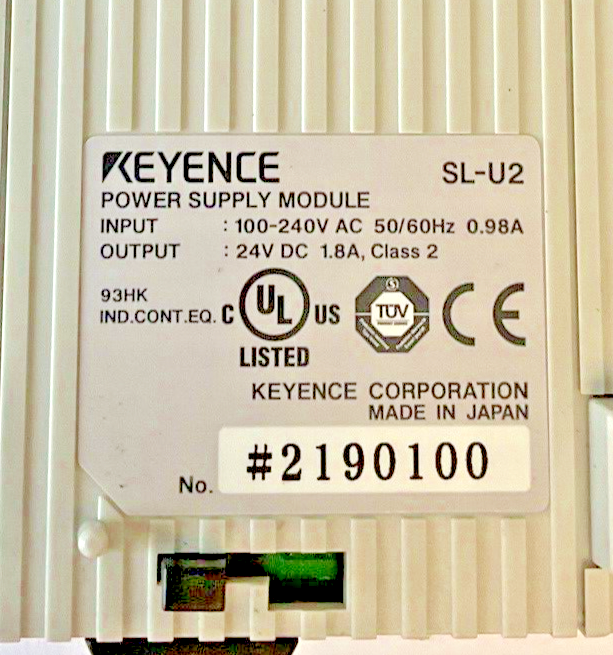 KEYENCE SL-U2
POWER SUPPLY MODULE
INPUT : 100-240V AC 50/60Hz 0.98A
OUTPUT : 24V DC 1.8A, Class 2
93HK
IND.CONT.EQ. C UL US
LISTED
TÜV
CE
KEYENCE CORPORATION
MADE IN JAPAN
No. #2190100